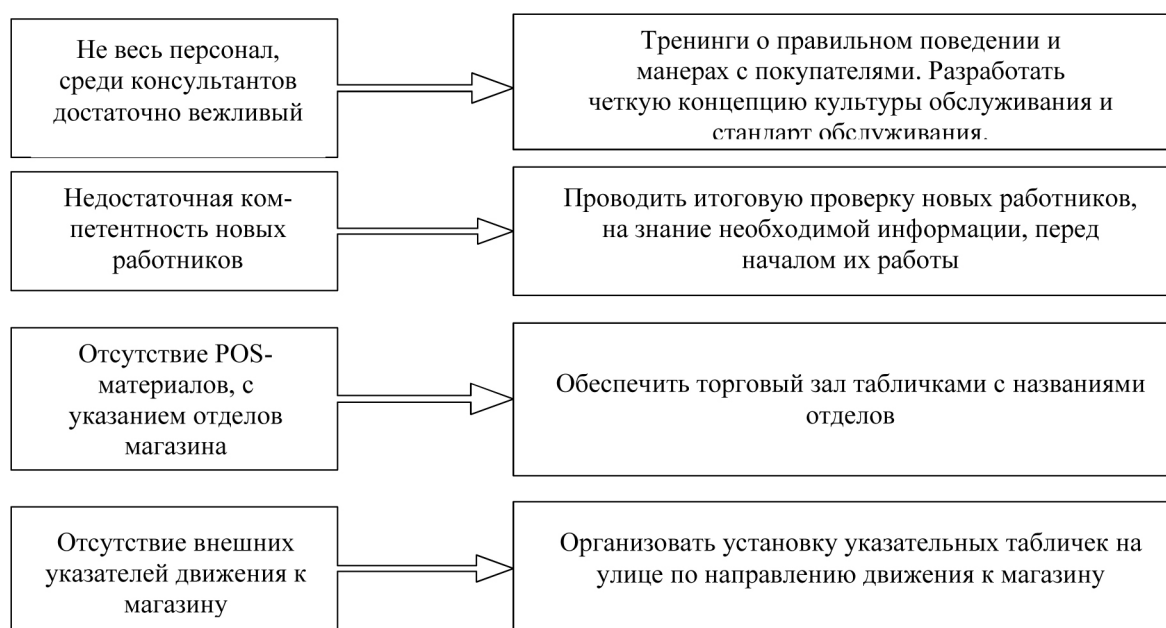 Не весь персонал,
среди консультантов
достаточно вежливый
Тренинги о правильном поведении и
манерах с покупателями. Разработать
четкую концепцию культуры обслуживания и
стандарт обслуживания.
Недостаточная ком-
петентность новых
работников
Проводить итоговую проверку новых работников,
на знание необходимой информации, перед
началом их работы
Отсутствие POS-
материалов, с
указанием отделов
магазина
Обеспечить торговый зал табличками с названиями
отделов
Отсутствие внешних
указателей движения к
магазину
Организовать установку указательных табличек на
улице по направлению движения к магазину